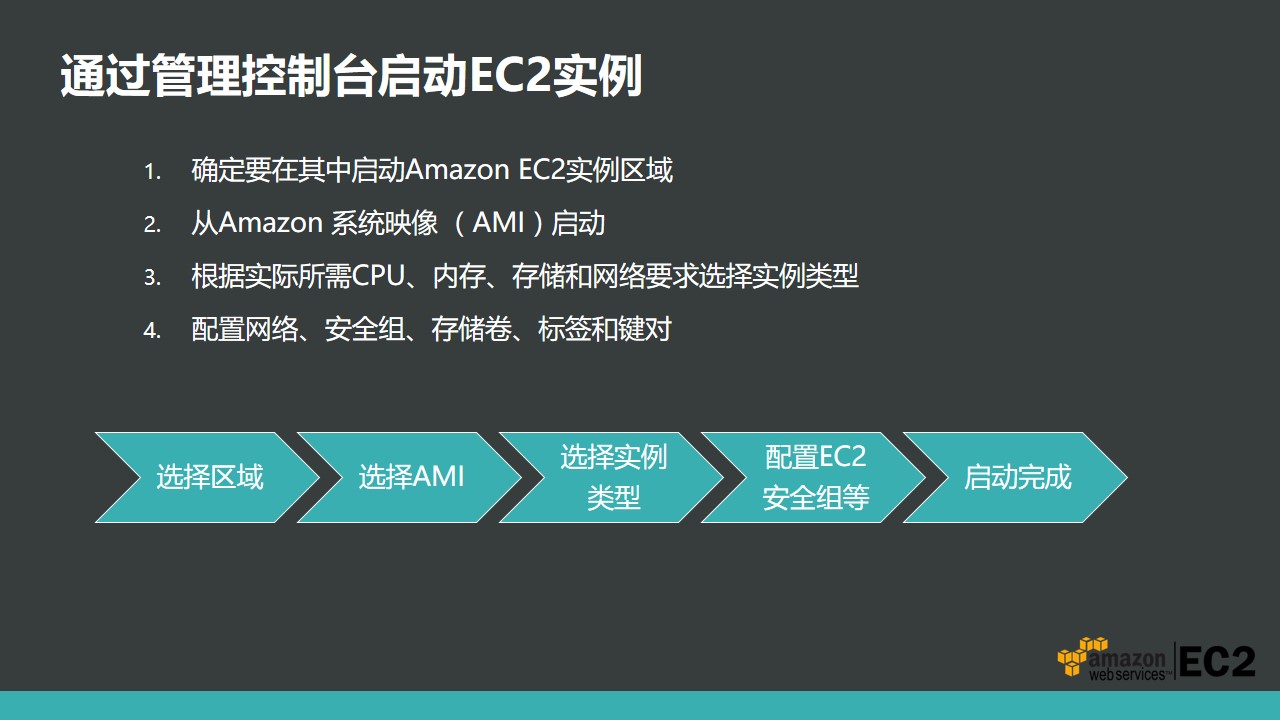 通过管理控制台启动EC2实例
1. 确定要在其中启动Amazon EC2实例区域
2. 从Amazon 系统映像 （ AMI ) 启动
3. 根据实际所需CPU、内存、存储和网络要求选择实例类型
4. 配置网络、安全组、存储卷、标签和键对
选择区域
选择AMI
选择实例
类型
配置EC2
安全组等
启动完成
amazon
webservices™
EC2